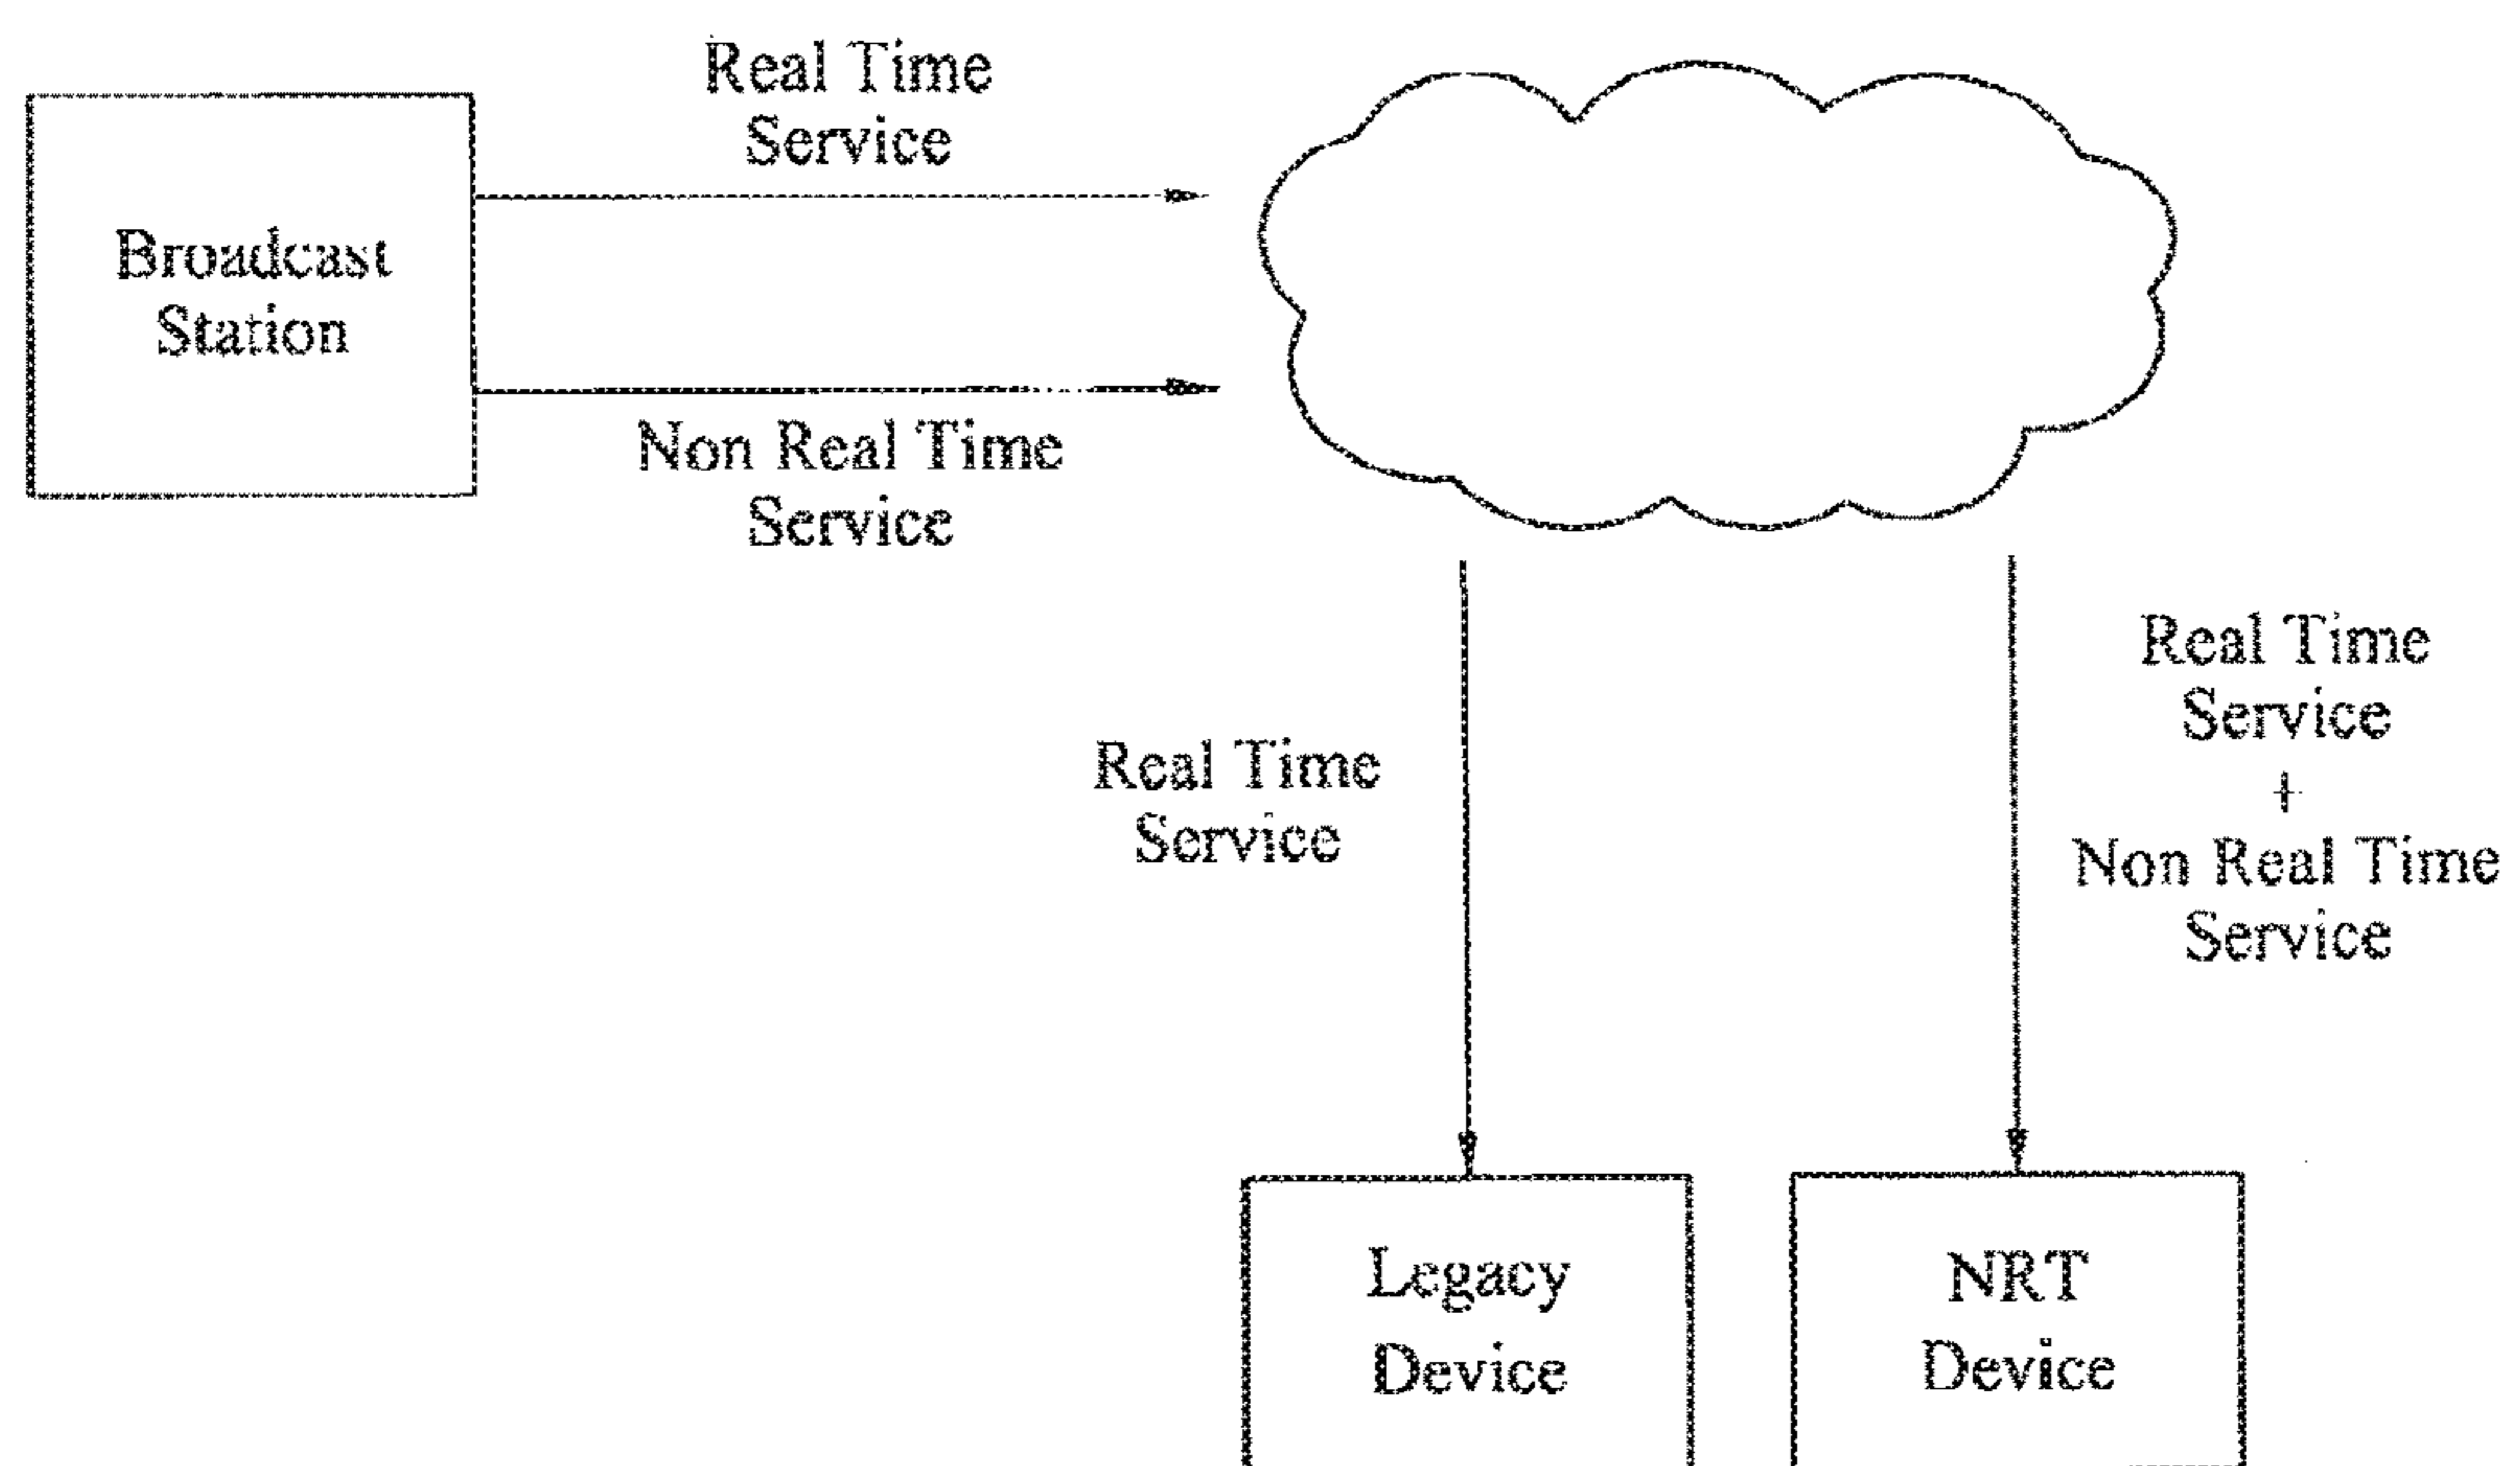 Real Time
Service
Broadcast
Station
Non Real Time
Service
Real Time
Service
Real Time
Service
+
Non Real Time
Service
Legacy
Device
NRT
Device